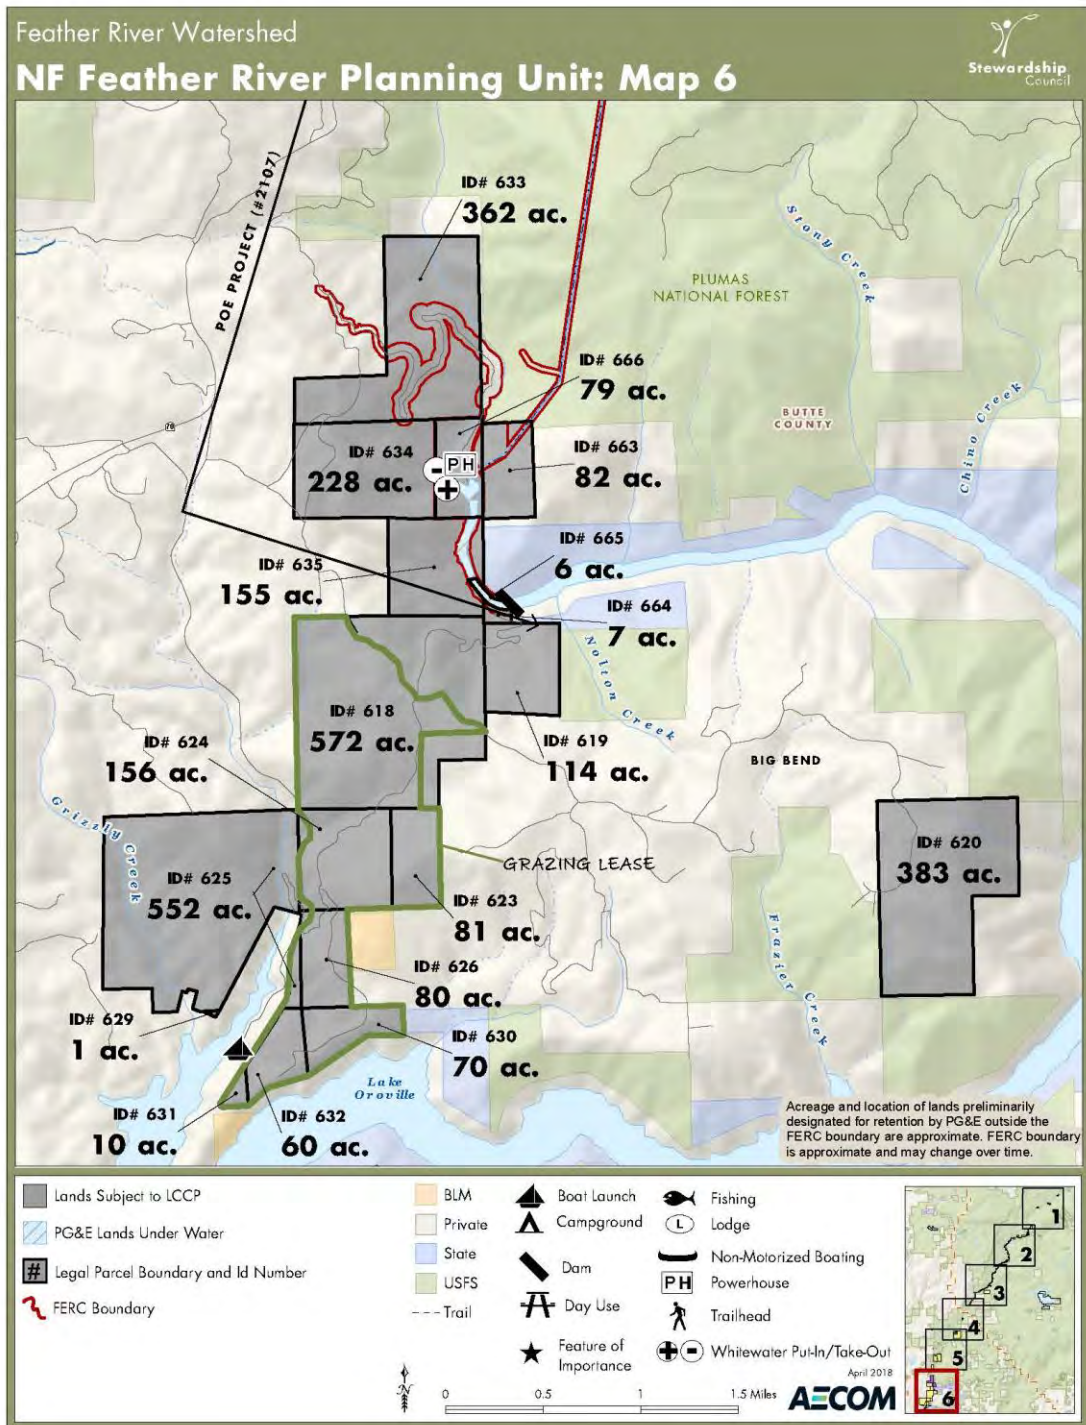 Feather River Watershed
NF Feather River Planning Unit: Map 6
Stewardship
Council
POE PROJECT (#2107)
ID# 633
362 ac.
Stony Creek
PLUMAS
NATIONAL FOREST
ID# 666
79 ac.
BUTTE
COUNTY
Chino Creek
70
ID# 634
228 ac.
PH
ID# 663
82 ac.
ID# 665
6 ac.
ID# 635
155 ac.
ID# 664
7 ac.
Nolton Creek
ID# 618
572 ac.
ID# 624
156 ac.
ID# 619
114 ac.
BIG BEND
Grizzly Creek
GRAZING LEASE
ID# 620
383 ac.
ID# 625
552 ac.
ID# 623
81 ac.
Frazier Creek
ID# 626
80 ac.
ID# 629
1 ac.
ID# 630
70 ac.
Lake
Oroville
ID# 631
10 ac.
ID# 632
60 ac.
Acreage and location of lands preliminarily
designated for retention by PG&E outside the
FERC boundary are approximate. FERC boundary
is approximate and may change over time.
Lands Subject to LCCP
PG&E Lands Under Water
# Legal Parcel Boundary and Id Number
FERC Boundary
BLM
Private
State
USFS
Trail
Boat Launch
Campground
Dam
Day Use
Feature of
Importance
Fishing
L Lodge
Non-Motorized Boating
PH Powerhouse
Trailhead
Whitewater Put-In/Take-Out
April 2018
AECOM
N
0 0.5 1 1.5 Miles
1
2
3
4
5
6